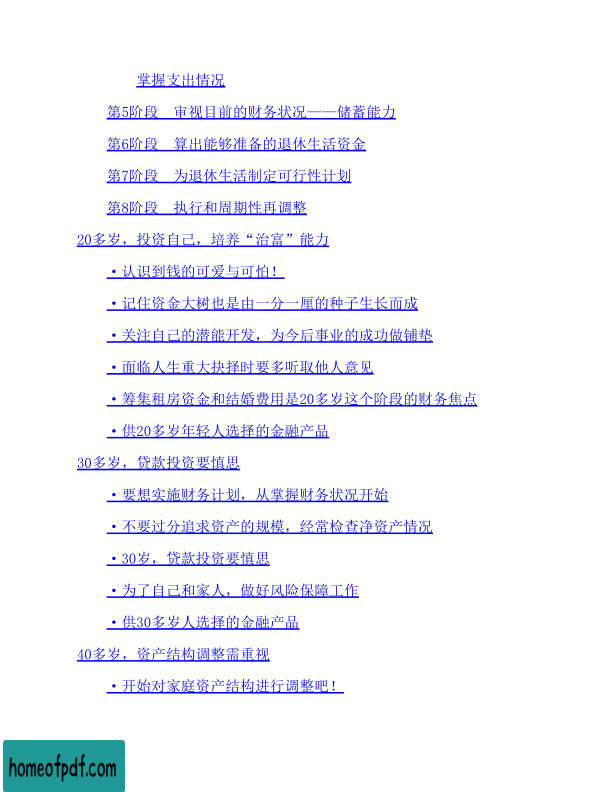 掌握支出情况
第5阶段　审视目前的财务状况——储蓄能力
第6阶段　算出能够准备的退休生活资金
第7阶段　为退休生活制定可行性计划
第8阶段　执行和周期性再调整
20多岁，投资自己，培养“治富”能力
·认识到钱的可爱与可怕！
·记住资金大树也是由一分一厘的种子生长而成
·关注自己的潜能开发，为今后事业的成功做铺垫
·面临人生重大抉择时要多听取他人意见
·筹集租房资金和结婚费用是20多岁这个阶段的财务焦点
·供20多岁年轻人选择的金融产品
30多岁，贷款投资要慎思
·要想实施财务计划，从掌握财务状况开始
·不要过分追求资产的规模，经常检查净资产情况
·30岁，贷款投资要慎思
·为了自己和家人，做好风险保障工作
·供30多岁人选择的金融产品
40多岁，资产结构调整需重视
·开始对家庭资产结构进行调整吧！
homeofpdf.com